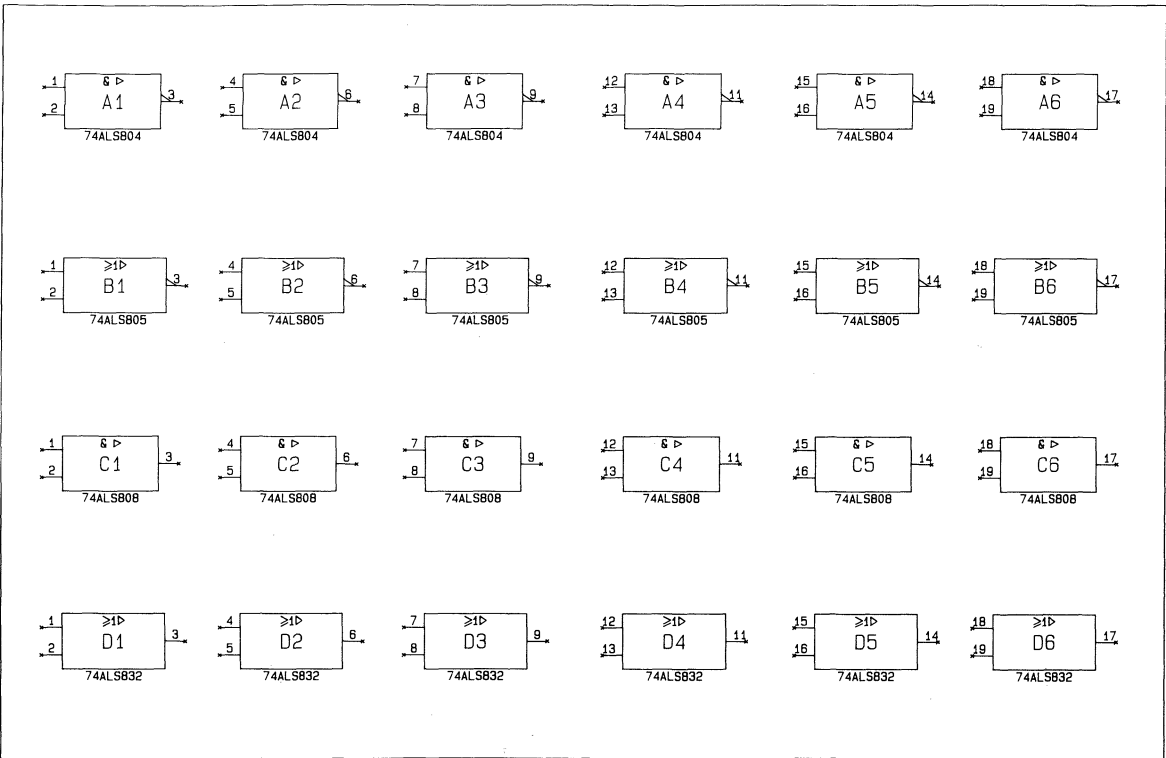 1 & ▷ 3 4 & ▷ 6 7 & ▷ 9 12 & ▷ 11 15 & ▷ 14 18 & ▷ 17
2 A1 5 A2 8 A3 13 A4 16 A5 19 A6
74ALS804 74ALS804 74ALS804 74ALS804 74ALS804 74ALS804
1 ≥1▷ 3 4 ≥1▷ 6 7 ≥1▷ 9 12 ≥1▷ 11 15 ≥1▷ 14 18 ≥1▷ 17
2 B1 5 B2 8 B3 13 B4 16 B5 19 B6
74ALS805 74ALS805 74ALS805 74ALS805 74ALS805 74ALS805
1 & ▷ 3 4 & ▷ 6 7 & ▷ 9 12 & ▷ 11 15 & ▷ 14 18 & ▷ 17
2 C1 5 C2 8 C3 13 C4 16 C5 19 C6
74ALS808 74ALS808 74ALS808 74ALS808 74ALS808 74ALS808
1 ≥1▷ 3 4 ≥1▷ 6 7 ≥1▷ 9 12 ≥1▷ 11 15 ≥1▷ 14 18 ≥1▷ 17
2 D1 5 D2 8 D3 13 D4 16 D5 19 D6
74ALS832 74ALS832 74ALS832 74ALS832 74ALS832 74ALS832